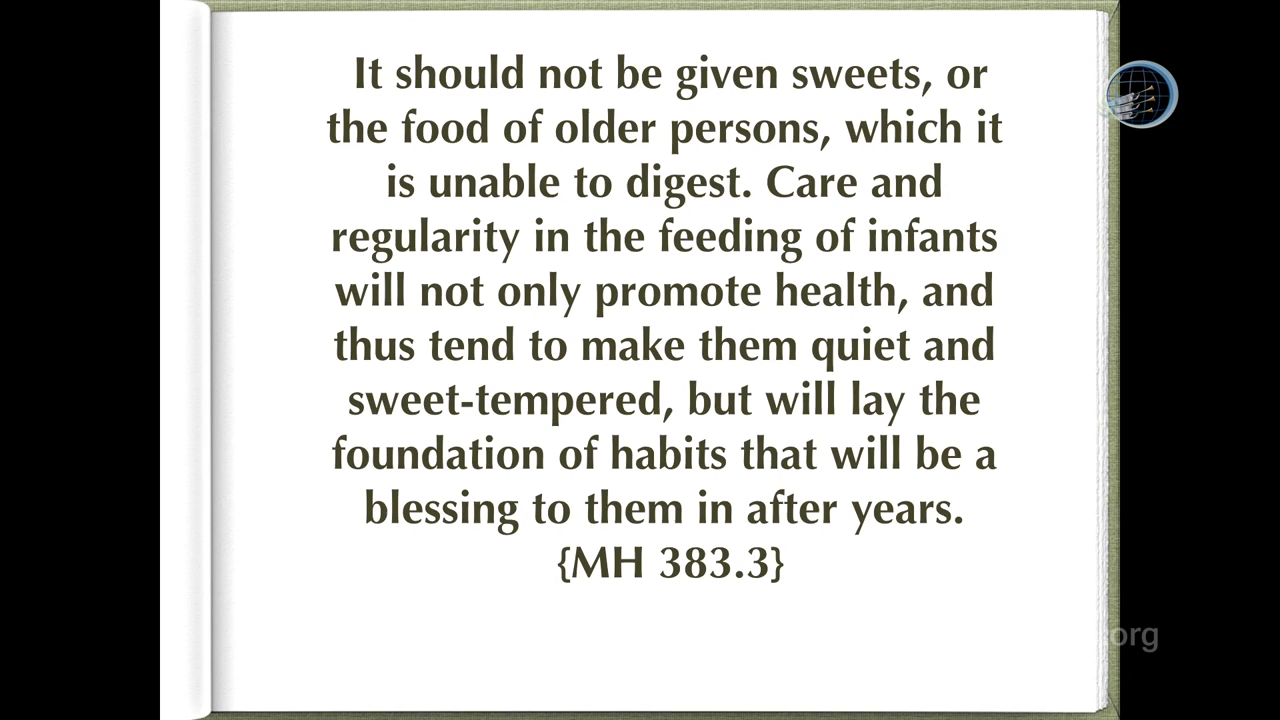 It should not be given sweets, or
the food of older persons, which it
is unable to digest. Care and
regularity in the feeding of infants
will not only promote health, and
thus tend to make them quiet and
sweet-tempered, but will lay the
foundation of habits that will be a
blessing to them in after years.
{MH 383.3}
.org